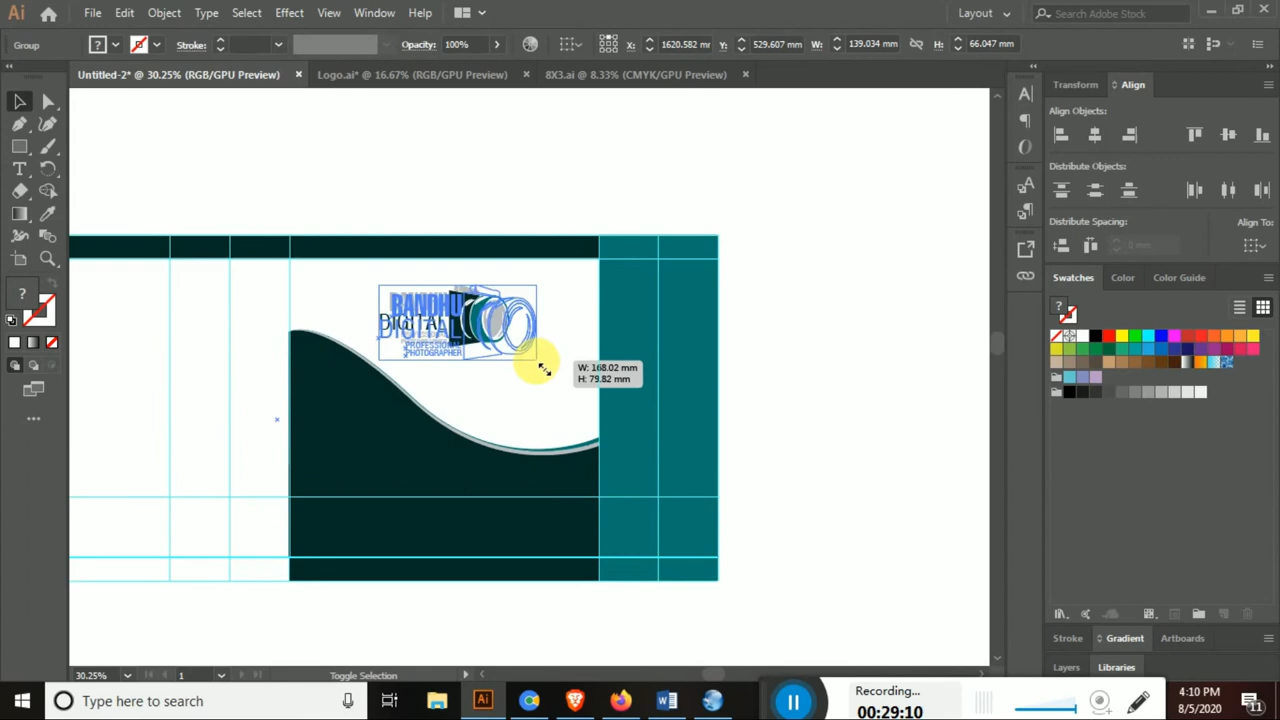 Ai File Edit Object Type Select Effect View Window Help Layout Search Adobe Stock
Group ? Stroke: Opacity: 100% X: 1620.582 mm Y: 529.607 mm W: 139.034 mm H: 66.047 mm
Untitled-2* @ 30.25% (RGB/GPU Preview) × Logo.ai* @ 16.67% (RGB/GPU Preview) × 8X3.ai @ 8.33% (CMYK/GPU Preview) ×
Transform Align
Align Objects:
Distribute Objects:
Distribute Spacing: Align To:
0 mm
Swatches Color Color Guide
BANDHU
DIGITAL
PROFESSIONAL
PHOTOGRAPHER
W: 168.02 mm
H: 79.82 mm
Stroke Gradient Artboards
Layers Libraries
30.25% 1 Toggle Selection
Type here to search
Recording...
00:29:10
4:10 PM
8/5/2020
11